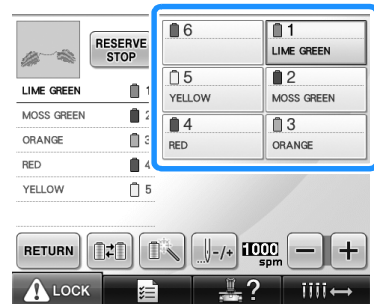 RESERVE
STOP
LIME GREEN 1
MOSS GREEN 2
ORANGE 3
RED 4
YELLOW 5
6
1
LIME GREEN
5
YELLOW
2
MOSS GREEN
4
RED
3
ORANGE
RETURN
-/+
1000
spm
− +
LOCK
?